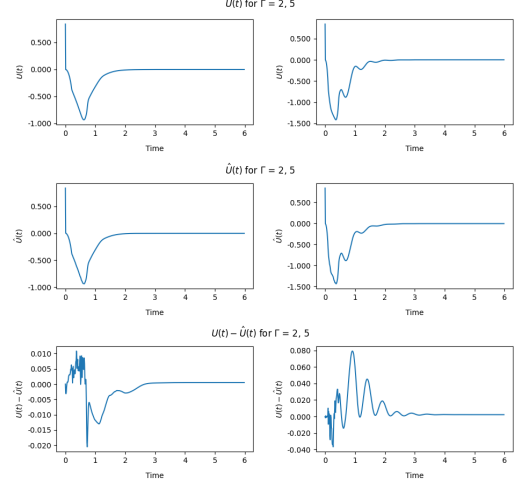 U(t) for Γ = 2, 5
0.500
0.000
-0.500
-1.000
U(t)
0 1 2 3 4 5 6
Time
0.500
0.000
-0.500
-1.000
-1.500
U(t)
0 1 2 3 4 5 6
Time
Û(t) for Γ = 2, 5
0.500
0.000
-0.500
-1.000
Û(t)
0 1 2 3 4 5 6
Time
0.500
0.000
-0.500
-1.000
-1.500
Û(t)
0 1 2 3 4 5 6
Time
U(t) − Û(t) for Γ = 2, 5
0.010
0.005
0.000
-0.005
-0.010
-0.015
-0.020
U(t) − Û(t)
0 1 2 3 4 5 6
Time
0.080
0.060
0.040
0.020
0.000
-0.020
-0.040
U(t) − Û(t)
0 1 2 3 4 5 6
Time